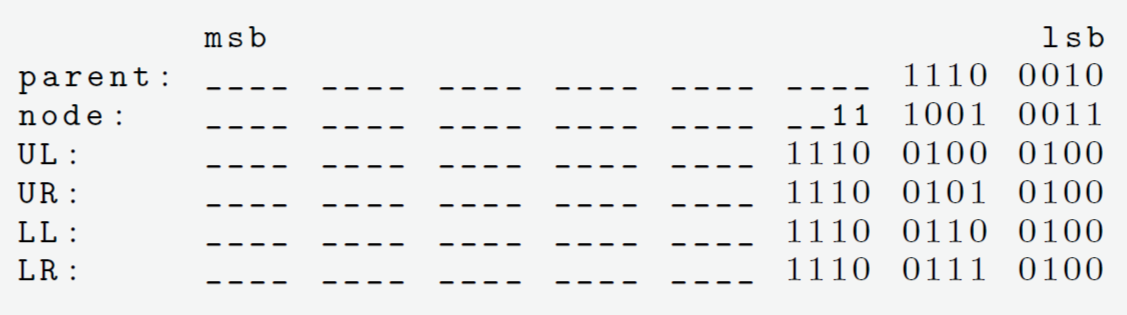 msb lsb
parent: ____ ____ ____ ____ ____ ____ 1110 0010
node: ____ ____ ____ ____ ____ __11 1001 0011
UL: ____ ____ ____ ____ ____ 1110 0100 0100
UR: ____ ____ ____ ____ ____ 1110 0101 0100
LL: ____ ____ ____ ____ ____ 1110 0110 0100
LR: ____ ____ ____ ____ ____ 1110 0111 0100